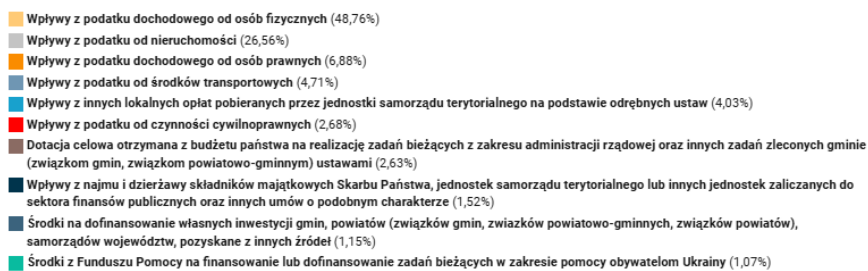 Wpływy z podatku dochodowego od osób fizycznych (48,76%)
Wpływy z podatku od nieruchomości (26,56%)
Wpływy z podatku dochodowego od osób prawnych (6,88%)
Wpływy z podatku od środków transportowych (4,71%)
Wpływy z innych lokalnych opłat pobieranych przez jednostki samorządu terytorialnego na podstawie odrębnych ustaw (4,03%)
Wpływy z podatku od czynności cywilnoprawnych (2,68%)
Dotacja celowa otrzymana z budżetu państwa na realizację zadań bieżących z zakresu administracji rządowej oraz innych zadań zleconych gminie
(związkom gmin, związkom powiatowo-gminnym) ustawami (2,63%)
Wpływy z najmu i dzierżawy składników majątkowych Skarbu Państwa, jednostek samorządu terytorialnego lub innych jednostek zaliczanych do
sektora finansów publicznych oraz innych umów o podobnym charakterze (1,52%)
Środki na dofinansowanie własnych inwestycji gmin, powiatów (związków gmin, zwiazków powiatowo-gminnych, związków powiatów),
samorządów województw, pozyskane z innych źródeł (1,15%)
Środki z Funduszu Pomocy na finansowanie lub dofinansowanie zadań bieżących w zakresie pomocy obywatelom Ukrainy (1,07%)